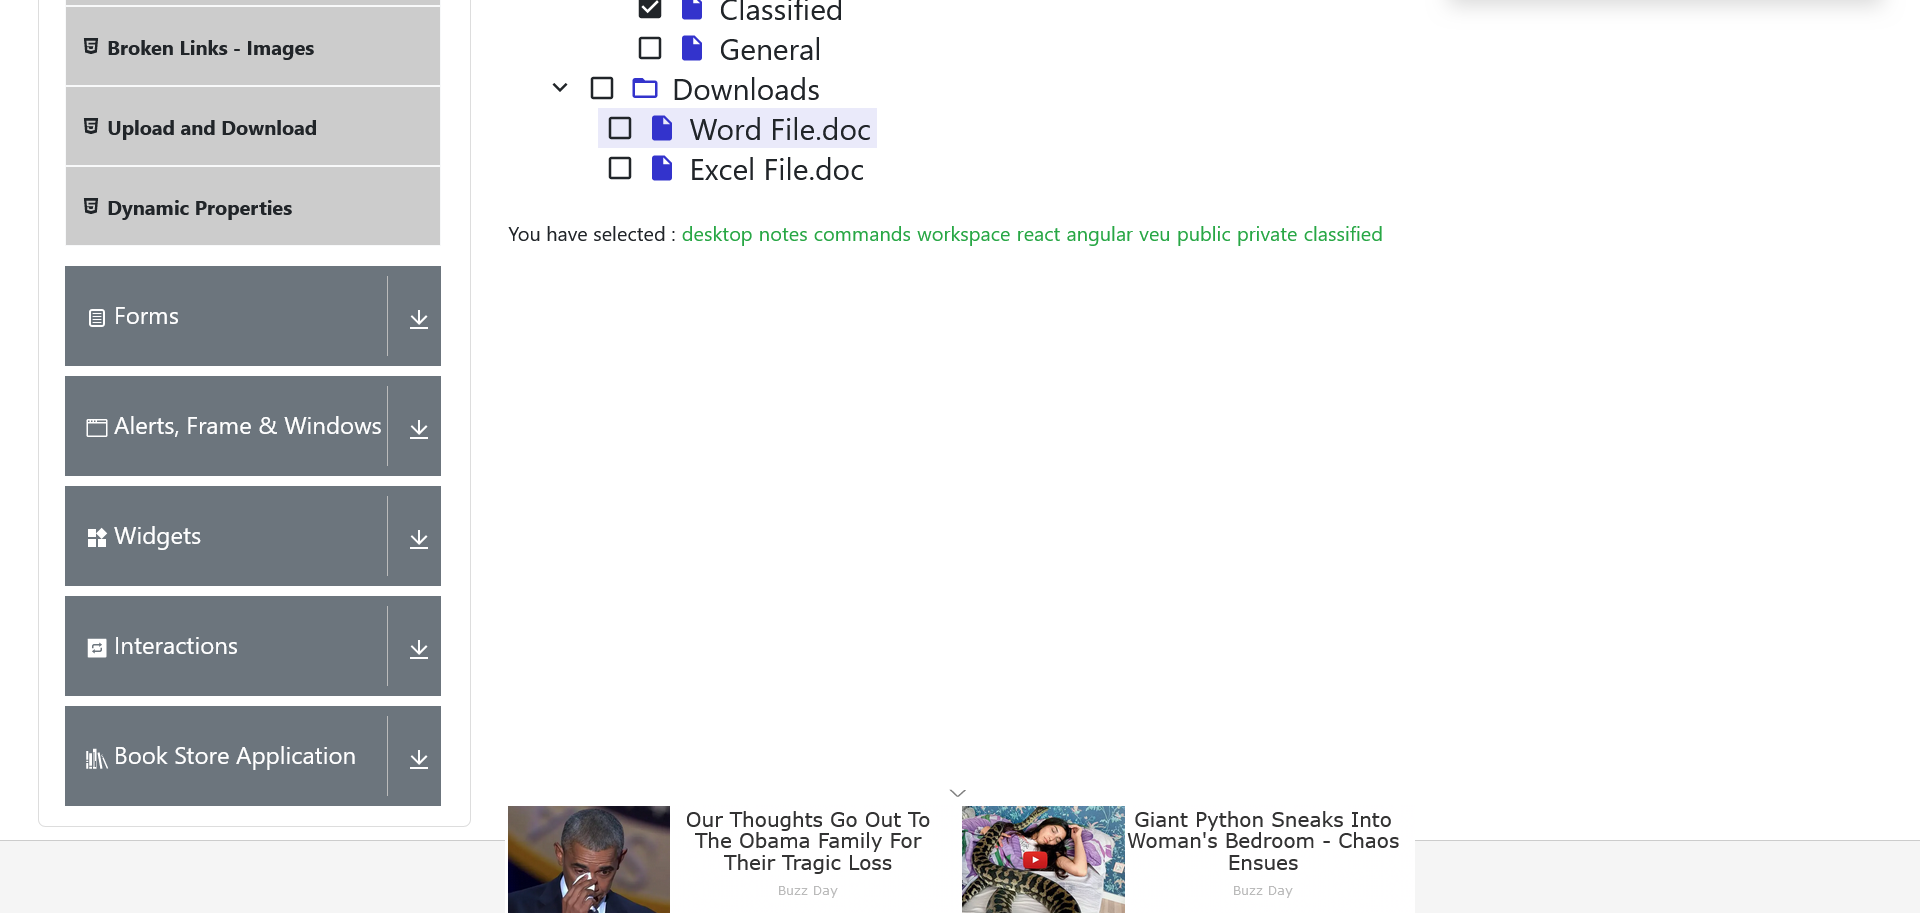 Classified
General
Downloads
Word File.doc
Excel File.doc
You have selected : desktop notes commands workspace react angular veu public private classified
Broken Links - Images
Upload and Download
Dynamic Properties
Forms
Alerts, Frame & Windows
Widgets
Interactions
Book Store Application
Our Thoughts Go Out To
The Obama Family For
Their Tragic Loss
Buzz Day
Giant Python Sneaks Into
Woman's Bedroom - Chaos
Ensues
Buzz Day